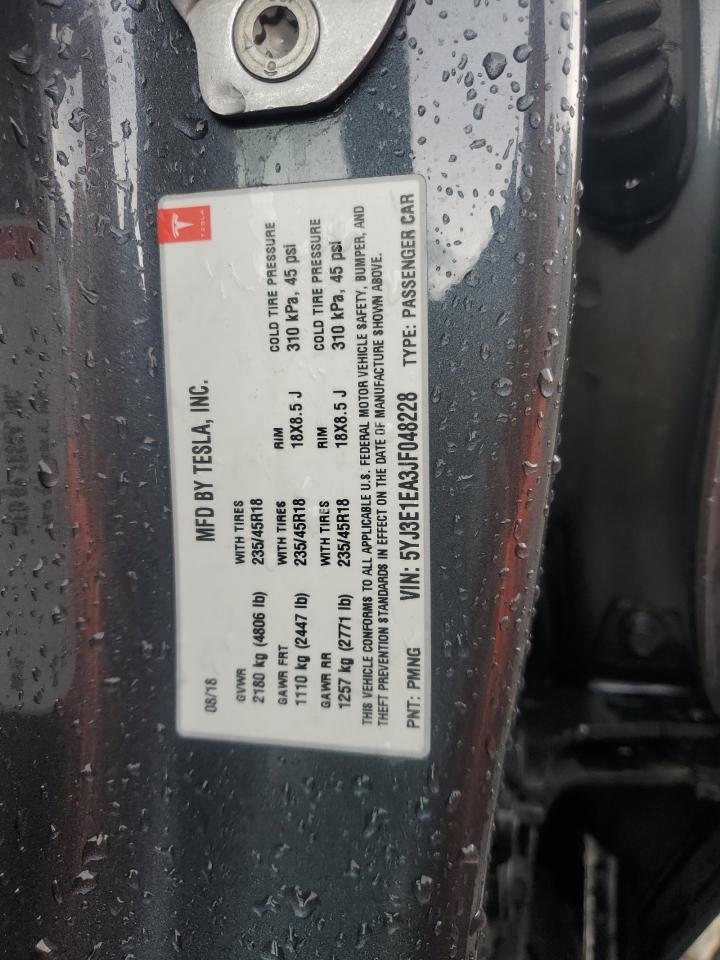 TESLA
MFD BY TESLA, INC.
08/18
GVWR WITH TIRES
2180 kg (4806 lb) 235/45R18
GAWR FRT WITH TIRES RIM COLD TIRE PRESSURE
1110 kg (2447 lb) 235/45R18 18X8.5 J 310 kPa, 45 psi
GAWR RR WITH TIRES RIM COLD TIRE PRESSURE
1257 kg (2771 lb) 235/45R18 18X8.5 J 310 kPa, 45 psi
THIS VEHICLE CONFORMS TO ALL APPLICABLE U.S. FEDERAL MOTOR VEHICLE SAFETY, BUMPER, AND
THEFT PREVENTION STANDARDS IN EFFECT ON THE DATE OF MANUFACTURE SHOWN ABOVE.
PNT: PMNG VIN: 5YJ3E1EA3JF048228 TYPE: PASSENGER CAR